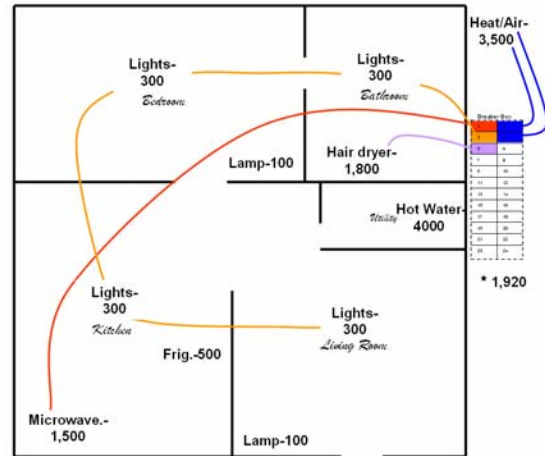 Heat/Air-
3,500
Lights-
300
Bedroom
Lights-
300
Bathroom
Breaker Box
Lamp-100
Hair dryer-
1,800
Utility
Hot Water-
4000
* 1,920
Lights-
300
Kitchen
Lights-
300
Living Room
Frig.-500
Microwave.-
1,500
Lamp-100